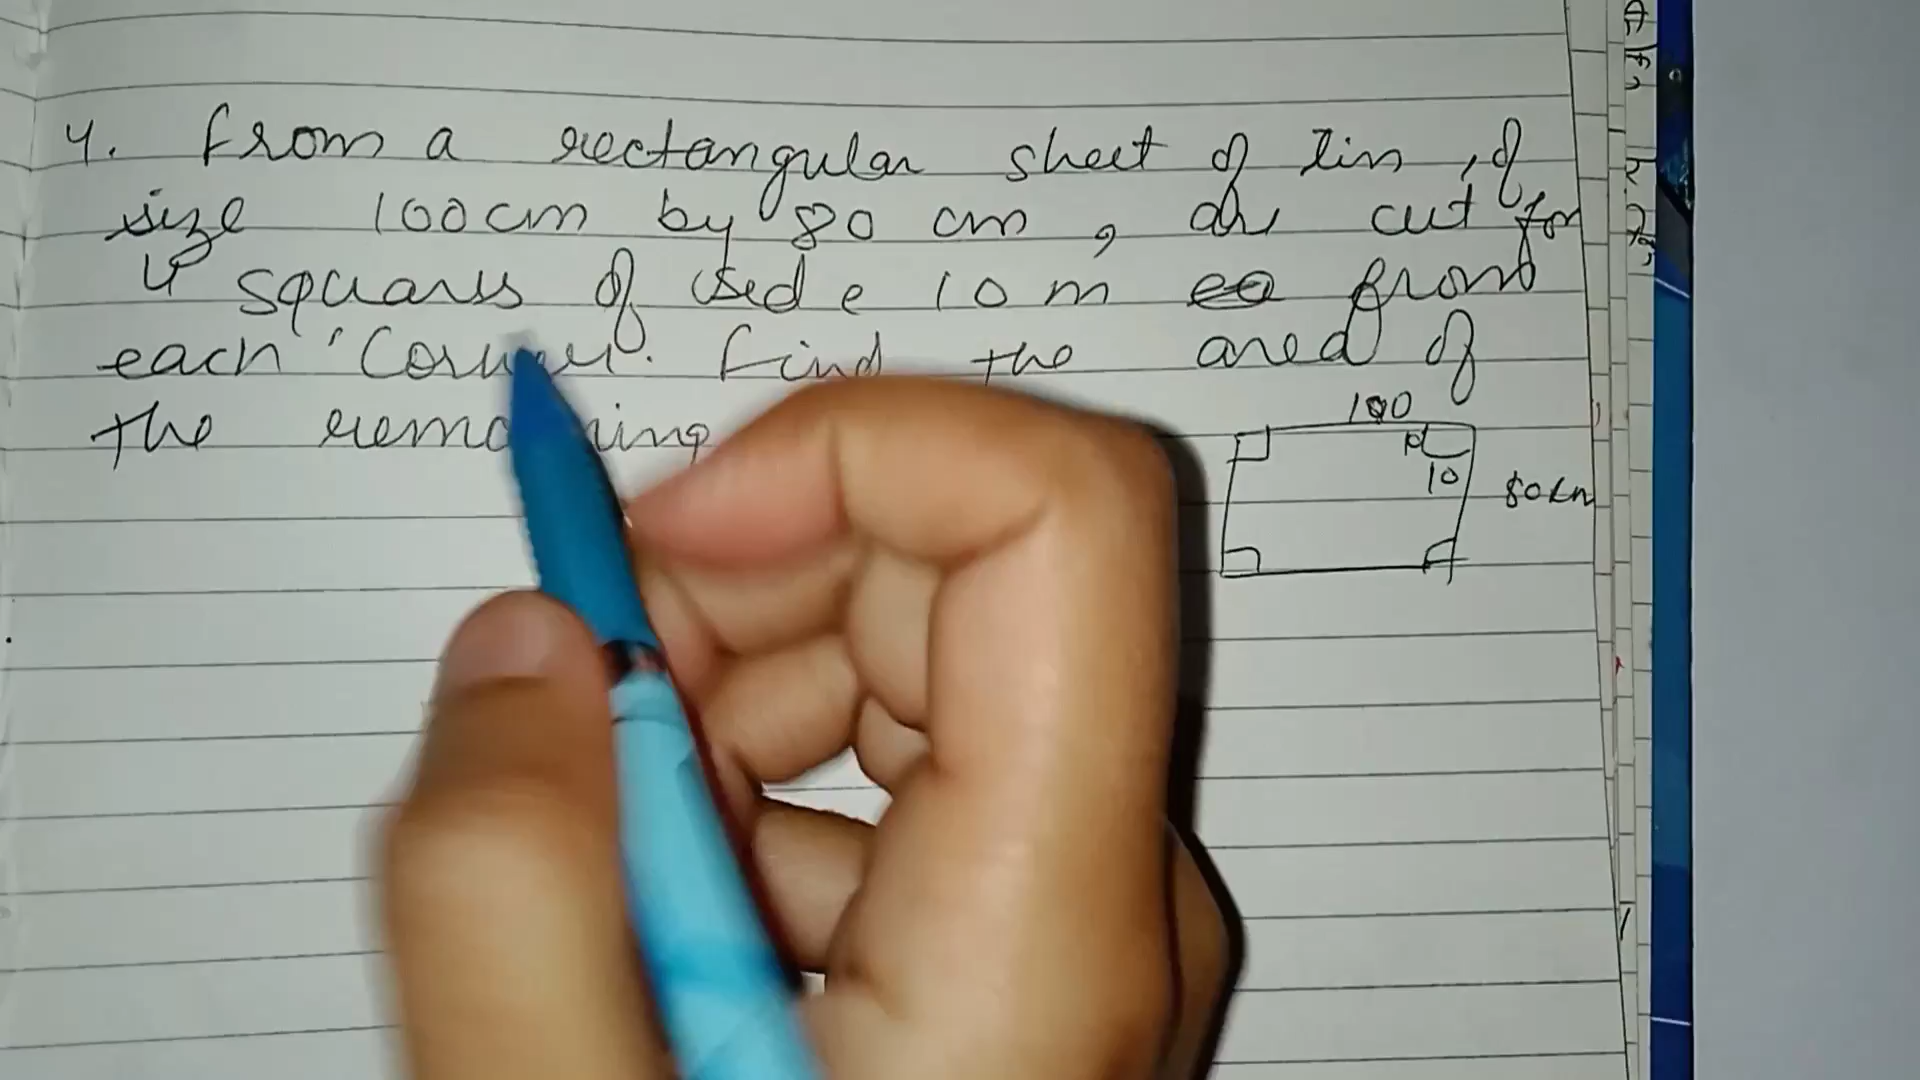 4. From a rectangular sheet of tin, of
size 100cm by 80 cm, are cut for
4 squares of side 10 m from
each corner. Find the area of
the remaining
100
10
10
80cm